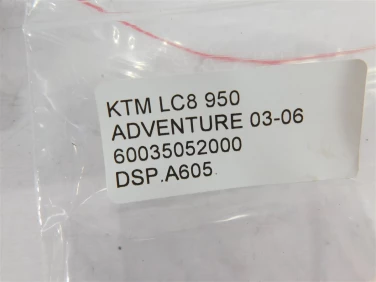 KTM LC8 950
ADVENTURE 03-06
60035052000
DSP.A605